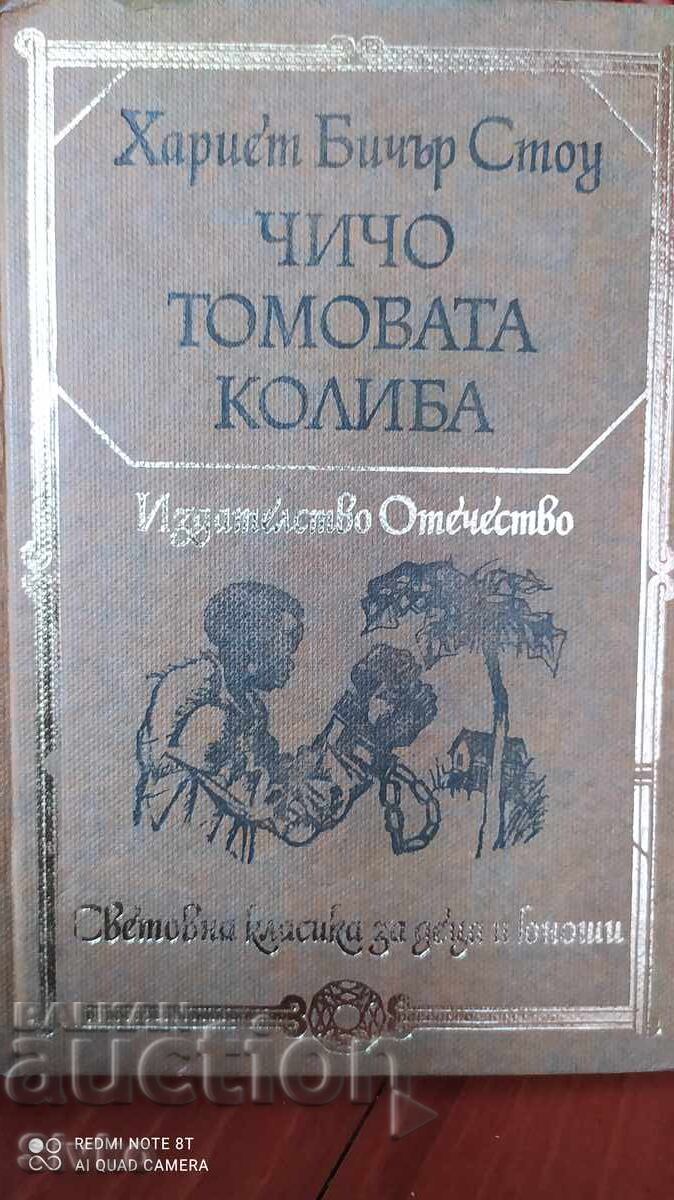 Хариет Бичър Стоу
ЧИЧО
ТОМОВАТА
КОЛИБА
Издателство Отечество
Световна класика за деца и юноши
BALKAN
auction
REDMI NOTE 8T
AI QUAD CAMERA